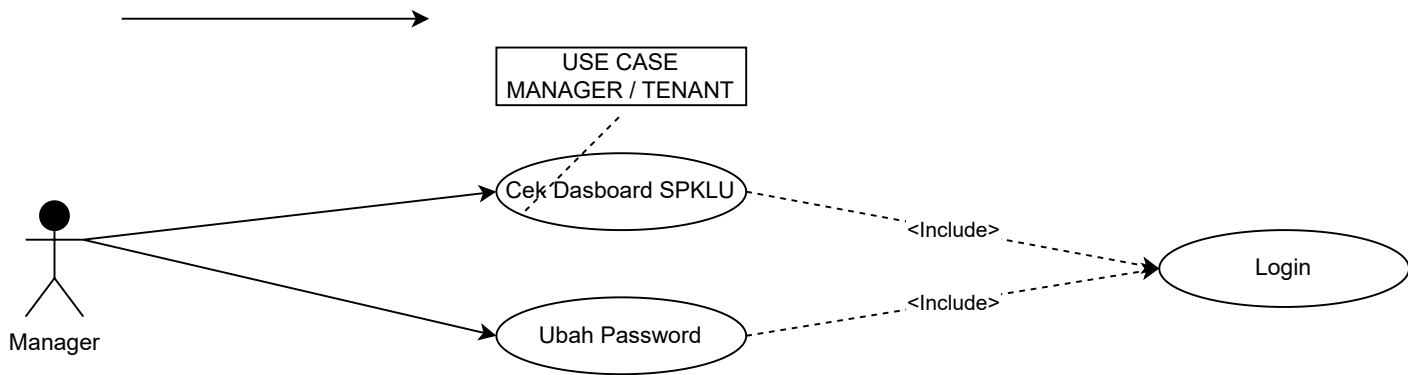 USE CASE
MANAGER / TENANT
Cek Dasboard SPKLU
<Include>
Login
<Include>
Ubah Password
Manager